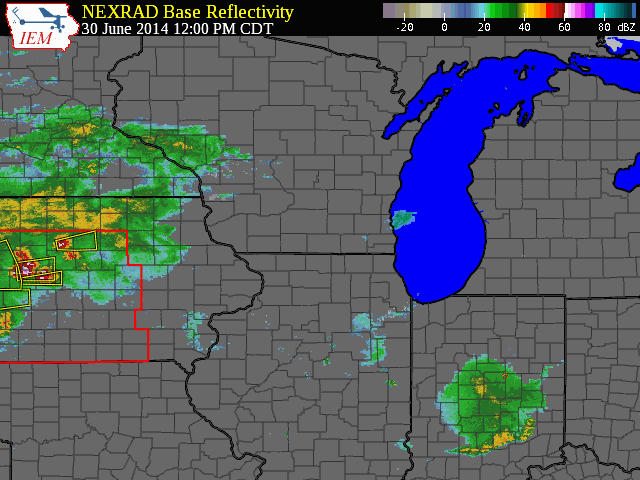 IEM
NEXRAD Base Reflectivity
30 June 2014 12:00 PM CDT
-20 0 20 40 60 80 dBZ